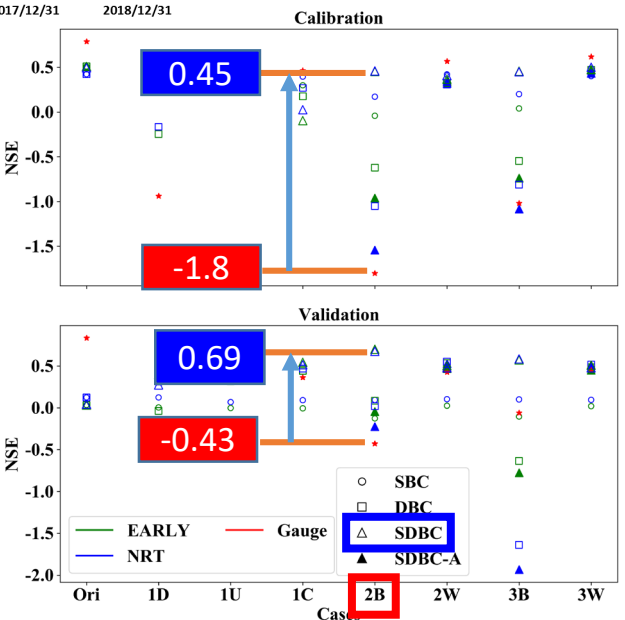 017/12/31 2018/12/31
Calibration
0.5
0.0
-0.5
-1.0
-1.5
NSE
0.45
-1.8
Validation
0.5
0.0
-0.5
-1.0
-1.5
-2.0
NSE
0.69
-0.43
EARLY
NRT
Gauge
SBC
DBC
SDBC
SDBC-A
Ori 1D 1U 1C 2B 2W 3B 3W
Cases